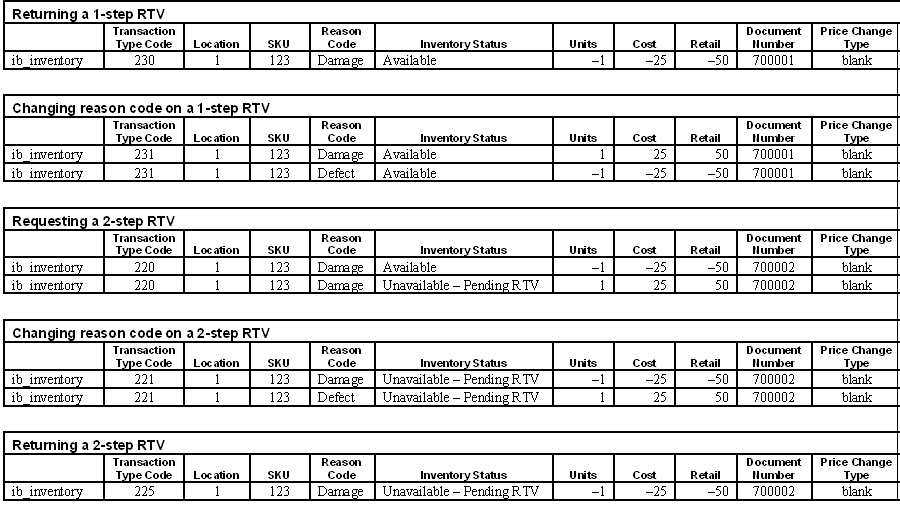 Returning a 1-step RTV
Transaction Type Code Location SKU Reason Code Inventory Status Units Cost Retail Document Number Price Change Type
ib_inventory 230 1 123 Damage Available –1 –25 –50 700001 blank
Changing reason code on a 1-step RTV
Transaction Type Code Location SKU Reason Code Inventory Status Units Cost Retail Document Number Price Change Type
ib_inventory 231 1 123 Damage Available 1 25 50 700001 blank
ib_inventory 231 1 123 Defect Available –1 –25 –50 700001 blank
Requesting a 2-step RTV
Transaction Type Code Location SKU Reason Code Inventory Status Units Cost Retail Document Number Price Change Type
ib_inventory 220 1 123 Damage Available –1 –25 –50 700002 blank
ib_inventory 220 1 123 Damage Unavailable – Pending RTV 1 25 50 700002 blank
Changing reason code on a 2-step RTV
Transaction Type Code Location SKU Reason Code Inventory Status Units Cost Retail Document Number Price Change Type
ib_inventory 221 1 123 Damage Unavailable – Pending RTV –1 –25 –50 700002 blank
ib_inventory 221 1 123 Defect Unavailable – Pending RTV 1 25 50 700002 blank
Returning a 2-step RTV
Transaction Type Code Location SKU Reason Code Inventory Status Units Cost Retail Document Number Price Change Type
ib_inventory 225 1 123 Damage Unavailable – Pending RTV –1 –25 –50 700002 blank